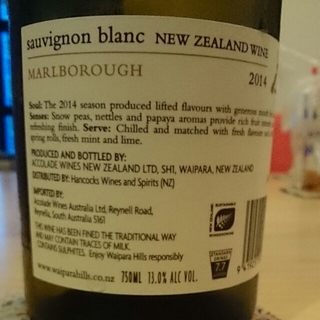 sauvignon blanc NEW ZEALAND WINE
MARLBOROUGH 2014
Soul: The 2014 season produced lifted flavours with generous
Senses: Snow peas, nettles and papaya aromas provide rich fruit
refreshing finish. Serve: Chilled and matched with fresh flavour
spring rolls, fresh mint and lime.
PRODUCED AND BOTTLED BY:
ACCOLADE WINES NEW ZEALAND LTD, SH1, WAIPARA, NEW ZEALAND
DISTRIBUTED BY: Hancocks Wines and Spirits (NZ)
IMPORTED BY:
Accolade Wines Australia Ltd, Reynell Road,
Reynella, South Australia 5161
THIS WINE HAS BEEN FINED THE TRADITIONAL WAY
AND MAY CONTAIN TRACES OF MILK.
CONTAINS SULPHITES. Enjoy Waipara Hills responsibly
www.waiparahills.co.nz 750ML 13.0% ALC VOL.
STANDARD
DRINKS
7.7